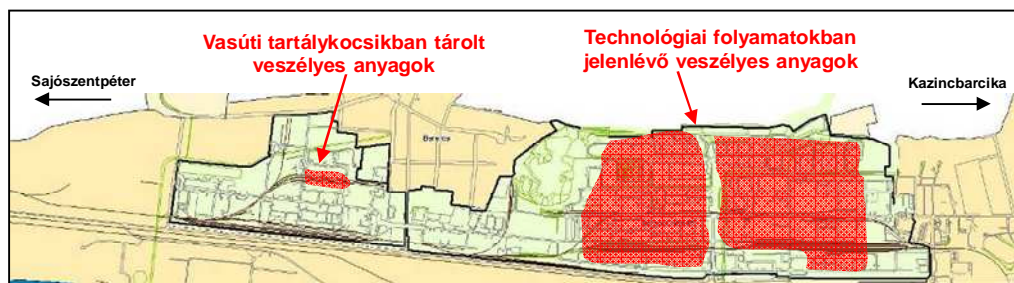 Vasúti tartálykocsikban tárolt
veszélyes anyagok
Technológiai folyamatokban
jelenlévő veszélyes anyagok
Sajószentpéter
Kazincbarcika